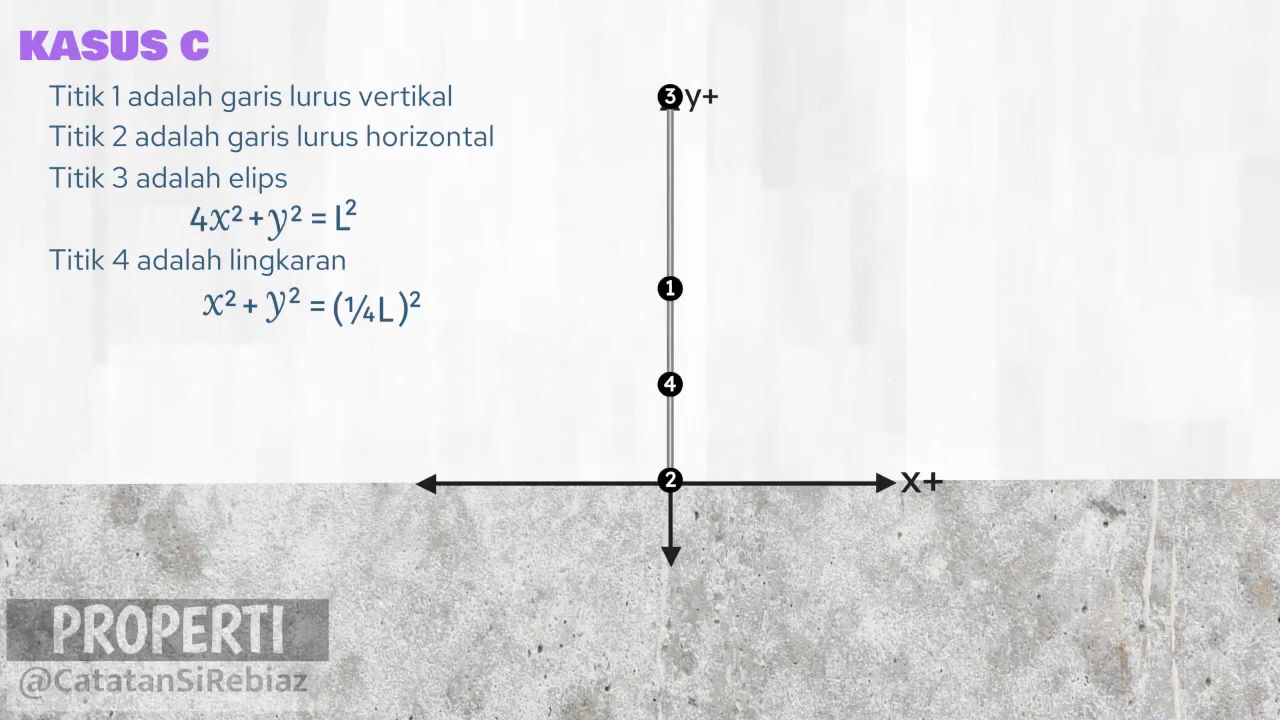 KASUS C
Titik 1 adalah garis lurus vertikal
Titik 2 adalah garis lurus horizontal
Titik 3 adalah elips
4x² + y² = L²
Titik 4 adalah lingkaran
x² + y² = (¼L)²
3 y+
1
4
2 x+
PROPERTI
@CatatanSiRebiaz